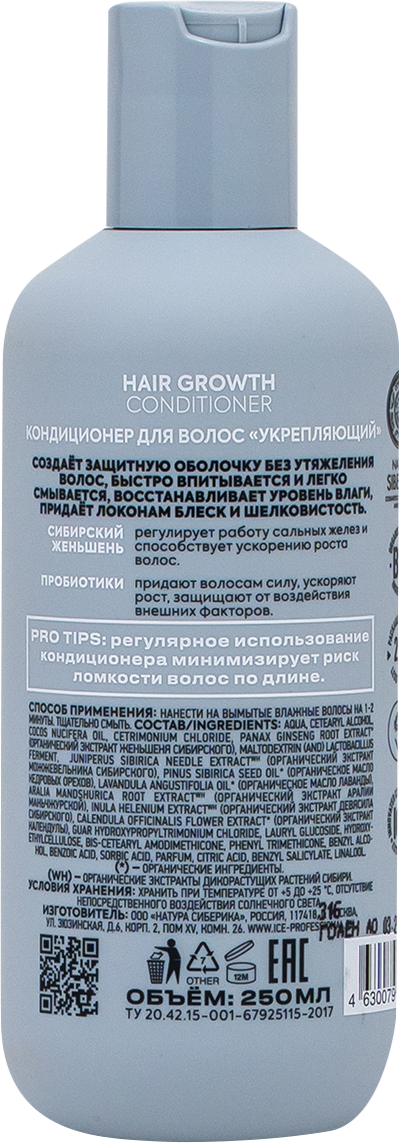 HAIR GROWTH
CONDITIONER
КОНДИЦИОНЕР ДЛЯ ВОЛОС «УКРЕПЛЯЮЩИЙ»
СОЗДАЁТ ЗАЩИТНУЮ ОБОЛОЧКУ БЕЗ УТЯЖЕЛЕНИЯ
ВОЛОС, БЫСТРО ВПИТЫВАЕТСЯ И ЛЕГКО
СМЫВАЕТСЯ, ВОССТАНАВЛИВАЕТ УРОВЕНЬ ВЛАГИ,
ПРИДАЁТ ЛОКОНАМ БЛЕСК И ШЕЛКОВИСТОСТЬ.
СИБИРСКИЙ ЖЕНЬШЕНЬ
регулирует работу сальных желез и
способствует ускорению роста
волос.
ПРОБИОТИКИ
придают волосам силу, ускоряют
рост, защищают от воздействия
внешних факторов.
PRO TIPS: регулярное использование
кондиционера минимизирует риск
ломкости волос по длине.
СПОСОБ ПРИМЕНЕНИЯ: НАНЕСТИ НА ВЫМЫТЫЕ ВЛАЖНЫЕ ВОЛОСЫ НА 1-2
МИНУТЫ. ТЩАТЕЛЬНО СМЫТЬ. СОСТАВ/INGREDIENTS: AQUA, CETEARYL ALCOHOL,
COCOS NUCIFERA OIL, CETRIMONIUM CHLORIDE, PANAX GINSENG ROOT EXTRACT*
(ОРГАНИЧЕСКИЙ ЭКСТРАКТ ЖЕНЬШЕНЯ СИБИРСКОГО), MALTODEXTRIN (AND) LACTOBACILLUS
FERMENT, JUNIPERUS SIBIRICA NEEDLE EXTRACT(WH) (ОРГАНИЧЕСКИЙ ЭКСТРАКТ
МОЖЖЕВЕЛЬНИКА СИБИРСКОГО), PINUS SIBIRICA SEED OIL* (ОРГАНИЧЕСКОЕ МАСЛО
КЕДРОВЫХ ОРЕХОВ), LAVANDULA ANGUSTIFOLIA OIL* (ОРГАНИЧЕСКОЕ МАСЛО ЛАВАНДЫ),
ARALIA MANDSHURICA ROOT EXTRACT(WH) (ОРГАНИЧЕСКИЙ ЭКСТРАКТ АРАЛИИ
МАНЬЧЖУРСКОЙ), INULA HELENIUM EXTRACT(WH) (ОРГАНИЧЕСКИЙ ЭКСТРАКТ ДЕВЯСИЛА
СИБИРСКОГО), CALENDULA OFFICINALIS FLOWER EXTRACT* (ОРГАНИЧЕСКИЙ ЭКСТРАКТ
КАЛЕНДУЛЫ), GUAR HYDROXYPROPYLTRIMONIUM CHLORIDE, LAURYL GLUCOSIDE, HYDROXY-
ETHYLCELLULOSE, BIS-CETEARYL AMODIMETHICONE, PHENYL TRIMETHICONE, BENZYL ALCO-
HOL, BENZOIC ACID, SORBIC ACID, PARFUM, CITRIC ACID, BENZYL SALICYLATE, LINALOOL
(*) – ОРГАНИЧЕСКИЕ ИНГРЕДИЕНТЫ.
(WH) – ОРГАНИЧЕСКИЕ ЭКСТРАКТЫ ДИКОРАСТУЩИХ РАСТЕНИЙ СИБИРИ.
УСЛОВИЯ ХРАНЕНИЯ: ХРАНИТЬ ПРИ ТЕМПЕРАТУРЕ ОТ +5 ДО +25 °С, ОТСУТСТВИЕ
НЕПОСРЕДСТВЕННОГО ВОЗДЕЙСТВИЯ СОЛНЕЧНОГО СВЕТА.
ИЗГОТОВИТЕЛЬ: ООО «НАТУРА СИБЕРИКА», РОССИЯ, 117418, МОСКВА,
УЛ. ЗЮЗИНСКАЯ, Д.6, КОРП. 2, ПОМ XV, КОМН. 26. WWW.ICE-PROFESSIO
316
ГОДЕН ДО 03-2
7
OTHER
12M
EAC
ОБЪЁМ: 250МЛ
ТУ 20.42.15-001-67925115-2017
4 630079